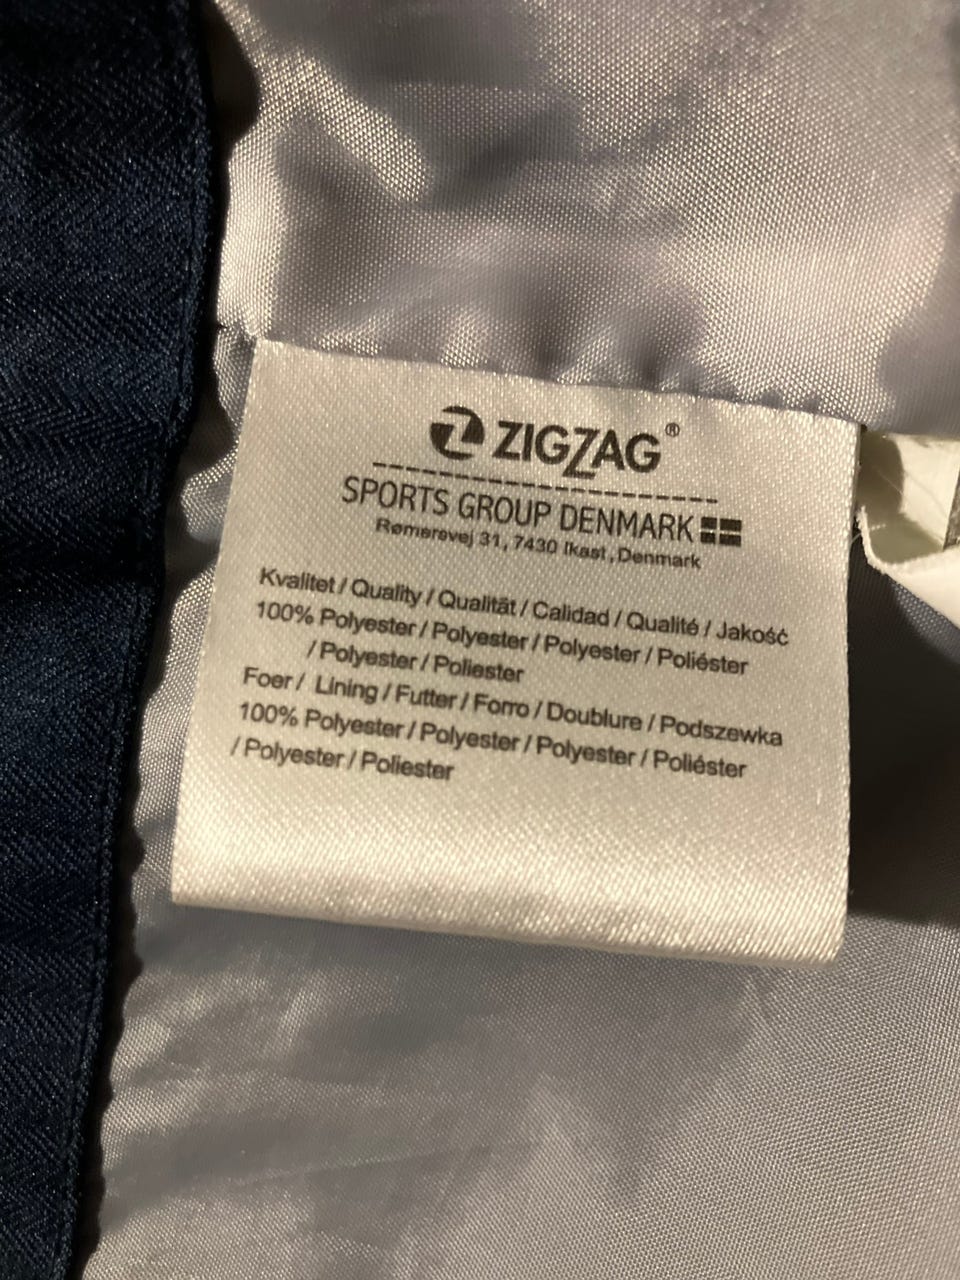 ZIGZAG®
SPORTS GROUP DENMARK
Rømersvej 31, 7430 Ikast, Denmark
Kvalitet / Quality / Qualität / Calidad / Qualité / Jakość
100% Polyester / Polyester / Polyester / Poliéster
/ Polyester / Poliester
Foer / Lining / Futter / Forro / Doublure / Podszewka
100% Polyester / Polyester / Polyester / Poliéster
/ Polyester / Poliester